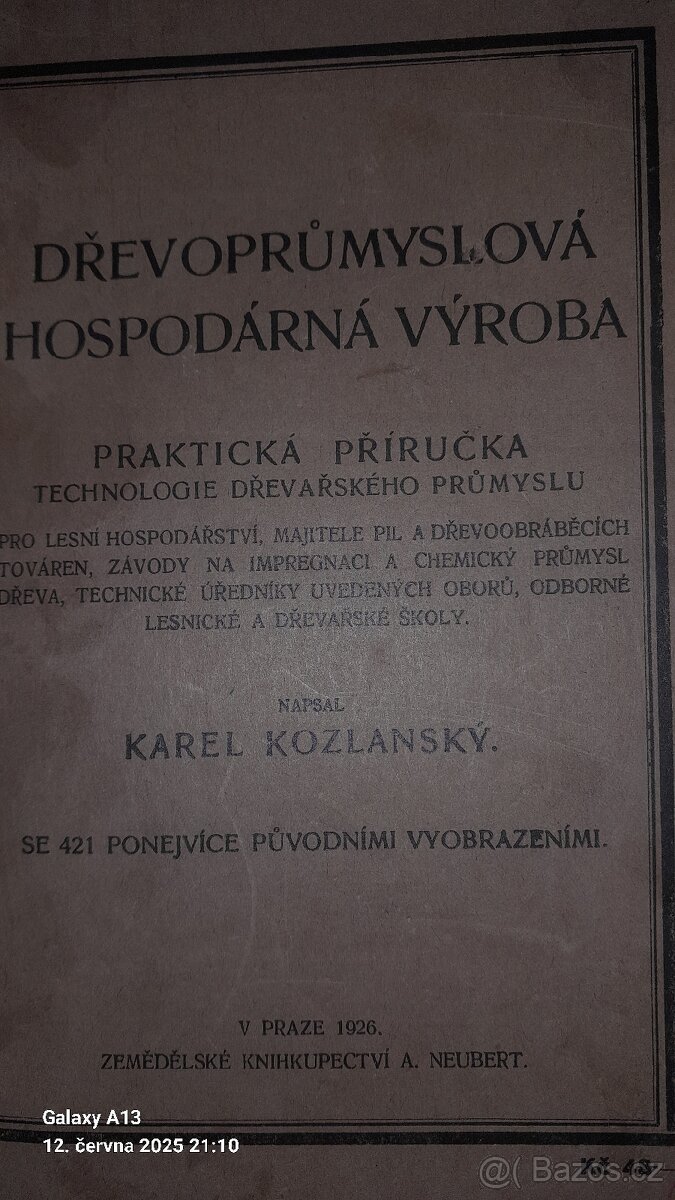 DŘEVOPRŮMYSLOVÁ
HOSPODÁRNÁ VÝROBA
PRAKTICKÁ PŘÍRUČKA
TECHNOLOGIE DŘEVAŘSKÉHO PRŮMYSLU
PRO LESNÍ HOSPODÁŘSTVÍ, MAJITELE PIL A DŘEVOOBRÁBĚCÍCH
TOVÁREN, ZÁVODY NA IMPREGNACI A CHEMICKÝ PRŮMYSL
DŘEVA, TECHNICKÉ ÚŘEDNÍKY UVEDENÝCH OBORŮ, ODBORNÉ
LESNICKÉ A DŘEVAŘSKÉ ŠKOLY.
NAPSAL
KAREL KOZLANSKÝ.
SE 421 PONEJVÍCE PŮVODNÍMI VYOBRAZENÍMI.
V PRAZE 1926.
ZEMĚDĚLSKÉ KNIHKUPECTVÍ A. NEUBERT.
Galaxy A13
12. června 2025 21:10
@( Bazos.cz